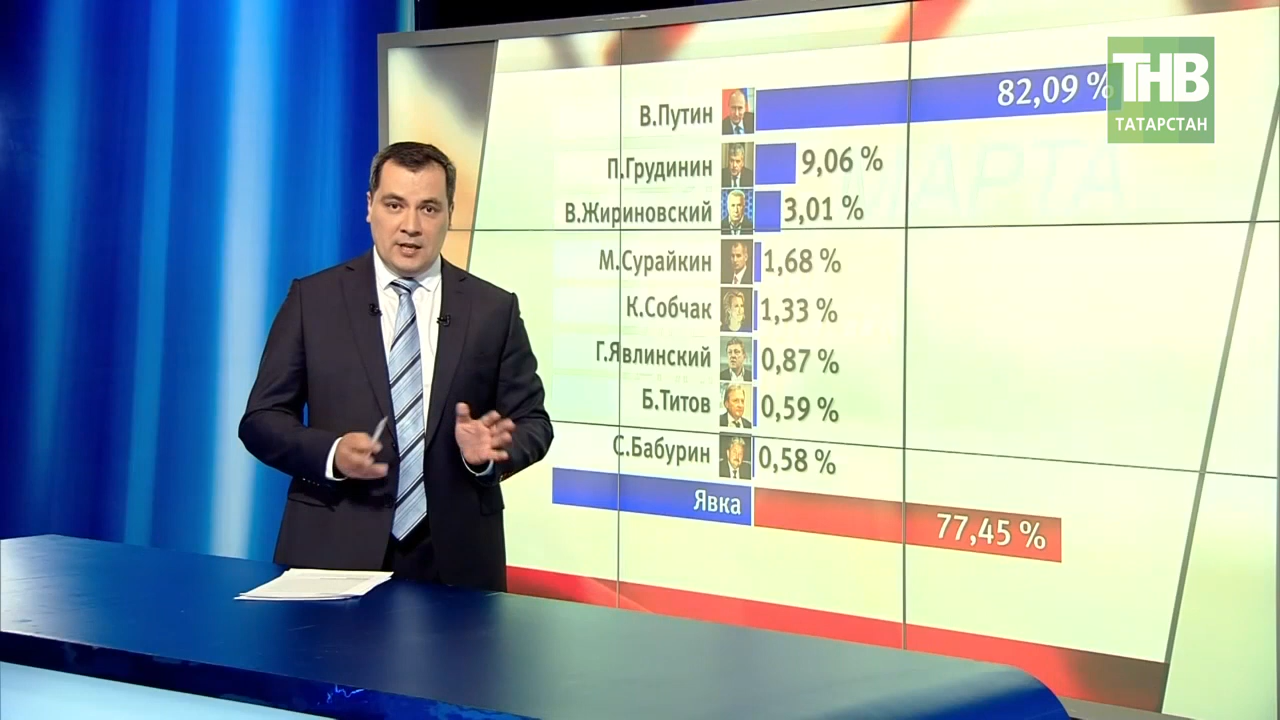 ТНВ
ТАТАРСТАН
В.Путин 82,09 %
П.Грудинин 9,06 %
В.Жириновский 3,01 %
М.Сурайкин 1,68 %
К.Собчак 1,33 %
Г.Явлинский 0,87 %
Б.Титов 0,59 %
С.Бабурин 0,58 %
Явка 77,45 %
МАРТА